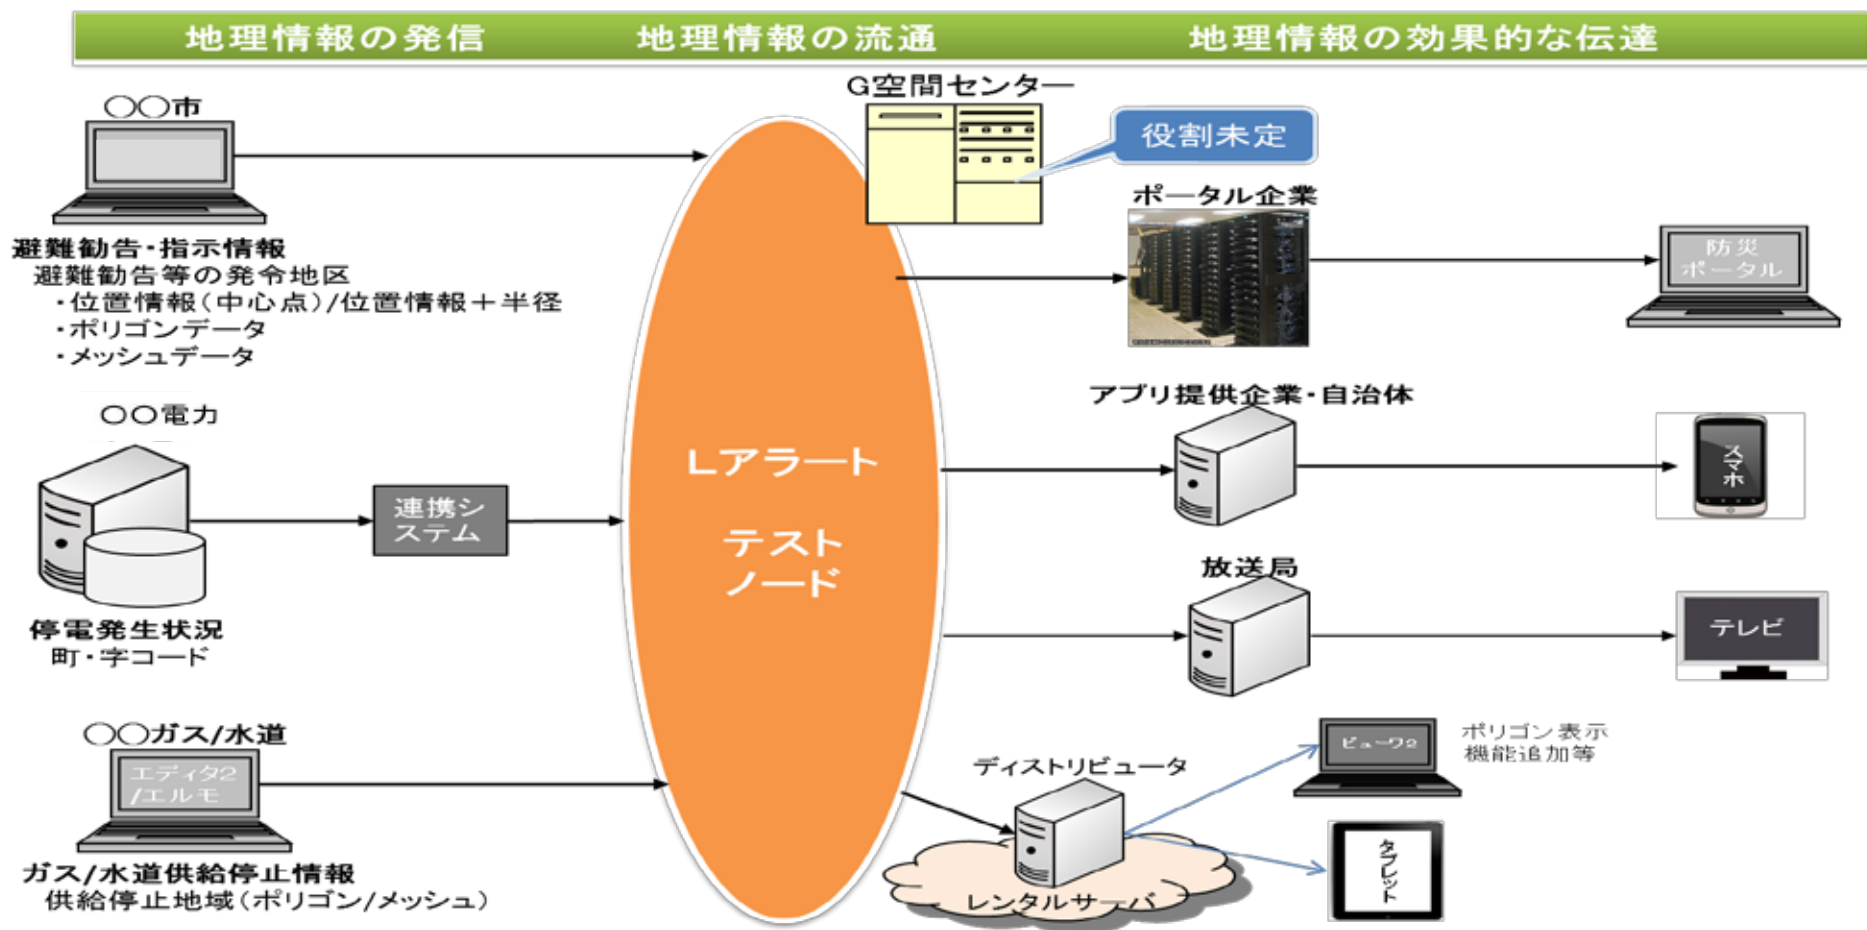 地理情報の発信
地理情報の流通
地理情報の効果的な伝達
〇〇市
避難勧告・指示情報
避難勧告等の発令地区
・位置情報(中心点)/位置情報+半径
・ポリゴンデータ
・メッシュデータ
〇〇電力
連携シ
ステム
停電発生状況
町・字コード
〇〇ガス/水道
エディタ2
/エルモ
ガス/水道供給停止情報
供給停止地域(ポリゴン/メッシュ)
Lアラート
テスト
ノード
G空間センター
役割未定
ポータル企業
防災
ポータル
アプリ提供企業・自治体
スマホ
放送局
テレビ
ディストリビュータ
レンタルサーバ
ビューワ2
ポリゴン表示
機能追加等
タブレット